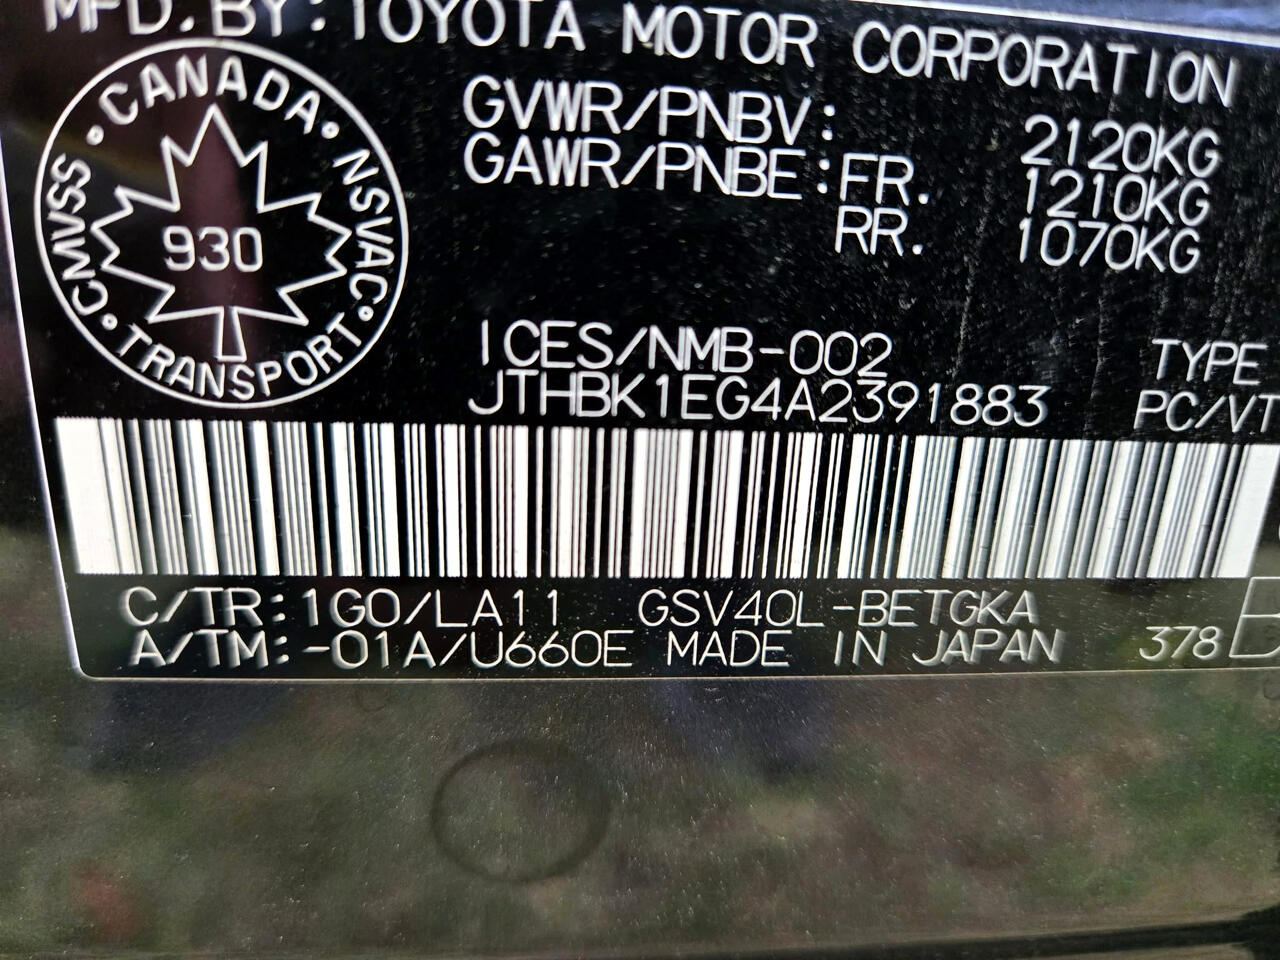 MFD. BY: TOYOTA MOTOR CORPORATION
CANADA
NSVAC
TRANSPORT
CMVSS
930
GVWR/PNBV: 2120KG
GAWR/PNBE: FR. 1210KG
RR. 1070KG
ICES/NMB-002 TYPE
JTHBK1EG4A2391883 PC/VT
C/TR: 1G0/LA11 GSV40L-BETGKA
A/TM: -01A/U660E MADE IN JAPAN 378